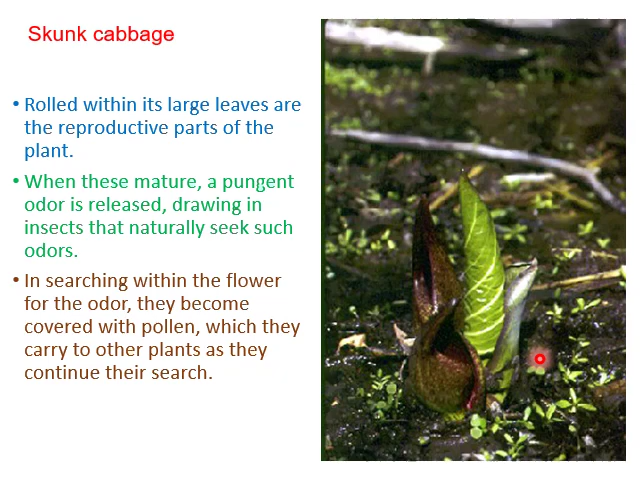 Skunk cabbage
• Rolled within its large leaves are
the reproductive parts of the
plant.
• When these mature, a pungent
odor is released, drawing in
insects that naturally seek such
odors.
• In searching within the flower
for the odor, they become
covered with pollen, which they
carry to other plants as they
continue their search.